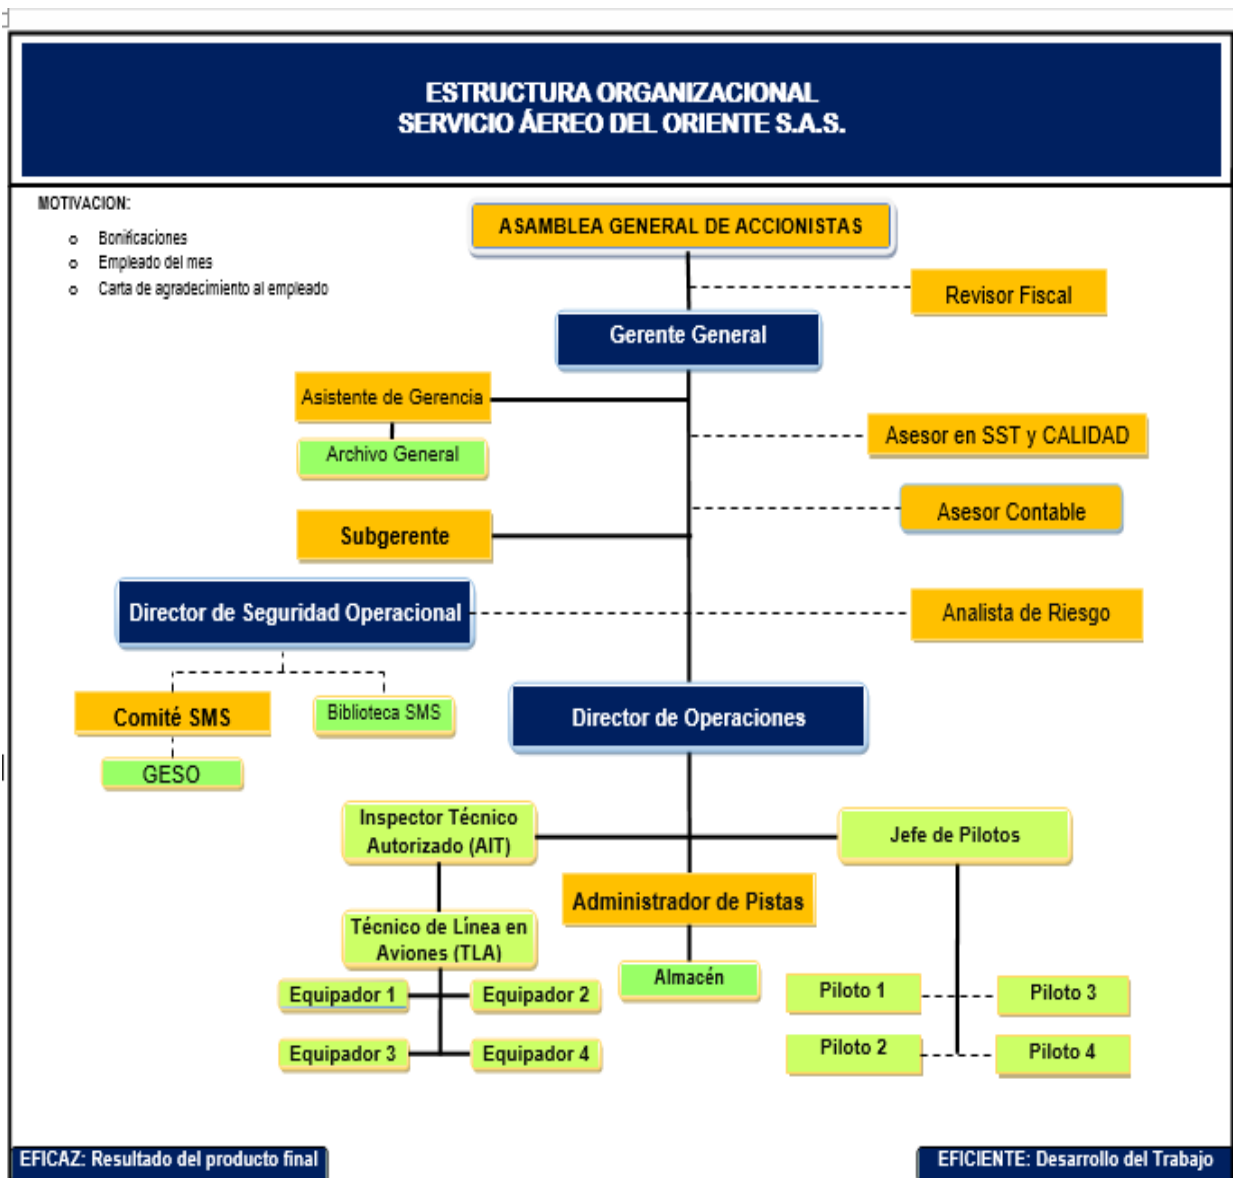 ESTRUCTURA ORGANIZACIONAL
SERVICIO ÁEREO DEL ORIENTE S.A.S.
MOTIVACION:
o Bonificaciones
o Empleado del mes
o Carta de agradecimiento al empleado
ASAMBLEA GENERAL DE ACCIONISTAS
Revisor Fiscal
Gerente General
Asistente de Gerencia
Archivo General
Asesor en SST y CALIDAD
Asesor Contable
Subgerente
Director de Seguridad Operacional
Analista de Riesgo
Comité SMS
Biblioteca SMS
GESO
Director de Operaciones
Inspector Técnico
Autorizado (AIT)
Jefe de Pilotos
Administrador de Pistas
Técnico de Línea en
Aviones (TLA)
Almacén
Equipador 1
Equipador 2
Piloto 1
Piloto 3
Equipador 3
Equipador 4
Piloto 2
Piloto 4
EFICAZ: Resultado del producto final
EFICIENTE: Desarrollo del Trabajo